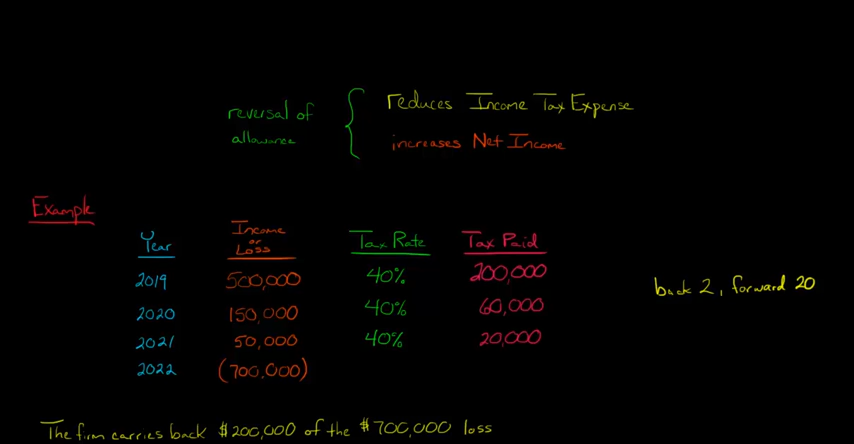 reversal of
allowance
reduces Income Tax Expense
increases Net Income
Example
Year Income or Loss Tax Rate Tax Paid
2019 500,000 40% 200,000
2020 150,000 40% 60,000
2021 50,000 40% 20,000
2022 (700,000)
back 2, forward 20
The firm carries back $200,000 of the $700,000 loss